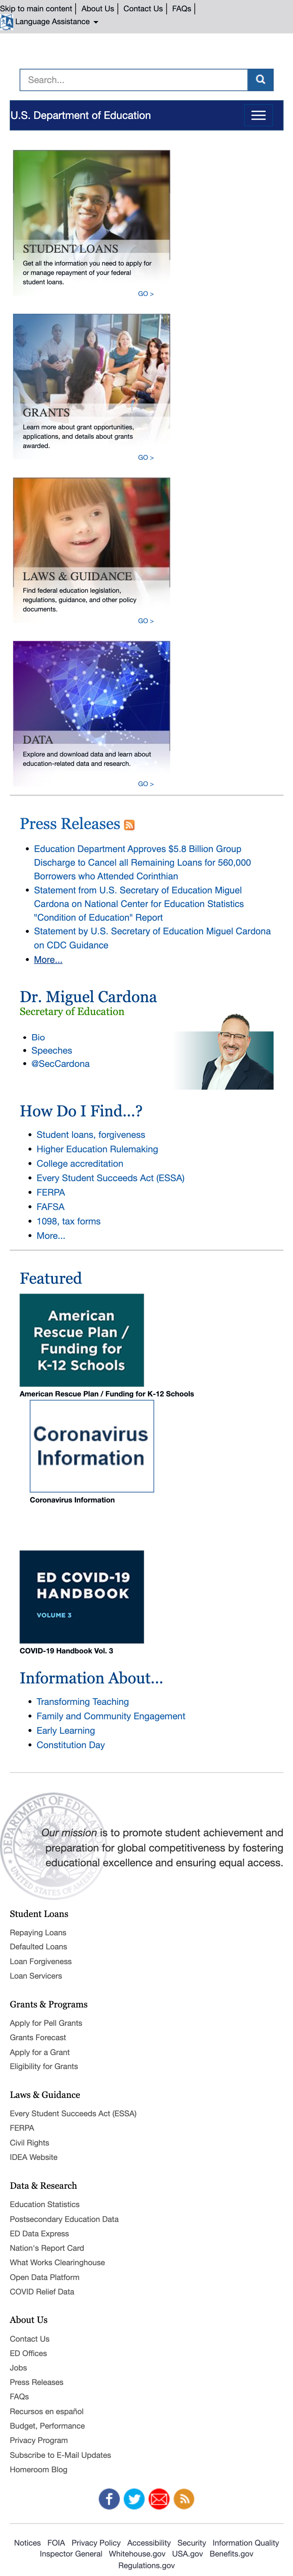 Skip to main content | About Us | Contact Us | FAQs |
Language Assistance
Search...
U.S. Department of Education
STUDENT LOANS
Get all the information you need to apply for
or manage repayment of your federal
student loans.
GO >
GRANTS
Learn more about grant opportunities,
applications, and details about grants
awarded.
GO >
LAWS & GUIDANCE
Find federal education legislation,
regulations, guidance, and other policy
documents.
GO >
DATA
Explore and download data and learn about
education-related data and research.
GO >
Press Releases
Education Department Approves $5.8 Billion Group
Discharge to Cancel all Remaining Loans for 560,000
Borrowers who Attended Corinthian
Statement from U.S. Secretary of Education Miguel
Cardona on National Center for Education Statistics
"Condition of Education" Report
Statement by U.S. Secretary of Education Miguel Cardona
on CDC Guidance
More...
Dr. Miguel Cardona
Secretary of Education
Bio
Speeches
@SecCardona
How Do I Find...?
Student loans, forgiveness
Higher Education Rulemaking
College accreditation
Every Student Succeeds Act (ESSA)
FERPA
FAFSA
1098, tax forms
More...
Featured
American
Rescue Plan /
Funding for
K-12 Schools
American Rescue Plan / Funding for K-12 Schools
Coronavirus
Information
Coronavirus Information
ED COVID-19
HANDBOOK
VOLUME 3
COVID-19 Handbook Vol. 3
Information About...
Transforming Teaching
Family and Community Engagement
Early Learning
Constitution Day
Our mission is to promote student achievement and
preparation for global competitiveness by fostering
educational excellence and ensuring equal access.
Student Loans
Repaying Loans
Defaulted Loans
Loan Forgiveness
Loan Servicers
Grants & Programs
Apply for Pell Grants
Grants Forecast
Apply for a Grant
Eligibility for Grants
Laws & Guidance
Every Student Succeeds Act (ESSA)
FERPA
Civil Rights
IDEA Website
Data & Research
Education Statistics
Postsecondary Education Data
ED Data Express
Nation's Report Card
What Works Clearinghouse
Open Data Platform
COVID Relief Data
About Us
Contact Us
ED Offices
Jobs
Press Releases
FAQs
Recursos en español
Budget, Performance
Privacy Program
Subscribe to E-Mail Updates
Homeroom Blog
Notices FOIA Privacy Policy Accessibility Security Information Quality
Inspector General Whitehouse.gov USA.gov Benefits.gov
Regulations.gov